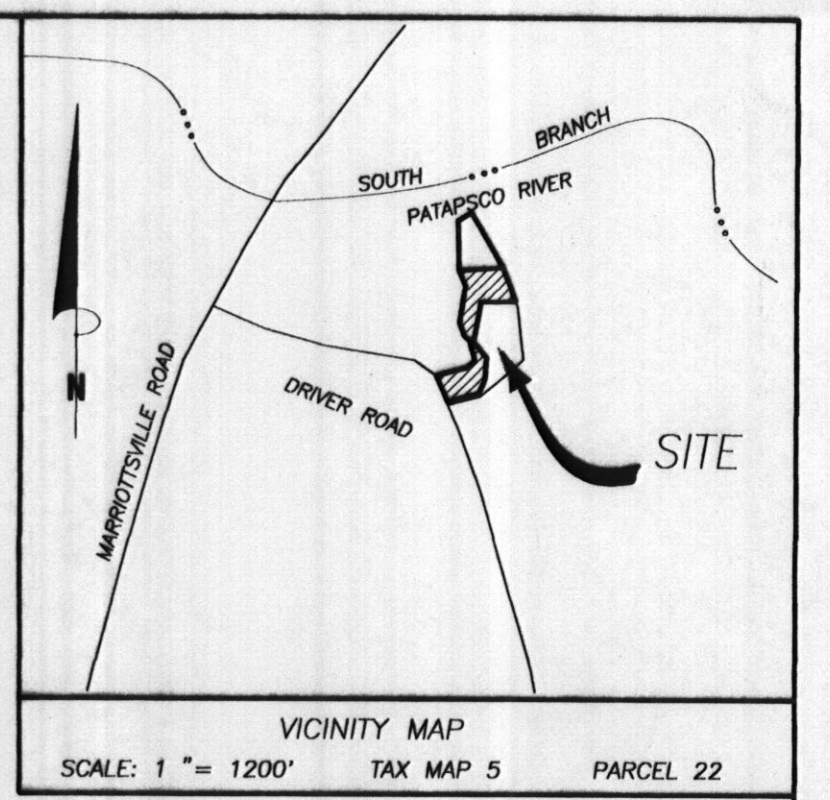 BRANCH
SOUTH
PATAPSCO RIVER
N
MARRIOTTSVILLE ROAD
DRIVER ROAD
SITE
VICINITY MAP
SCALE: 1 "= 1200' TAX MAP 5 PARCEL 22